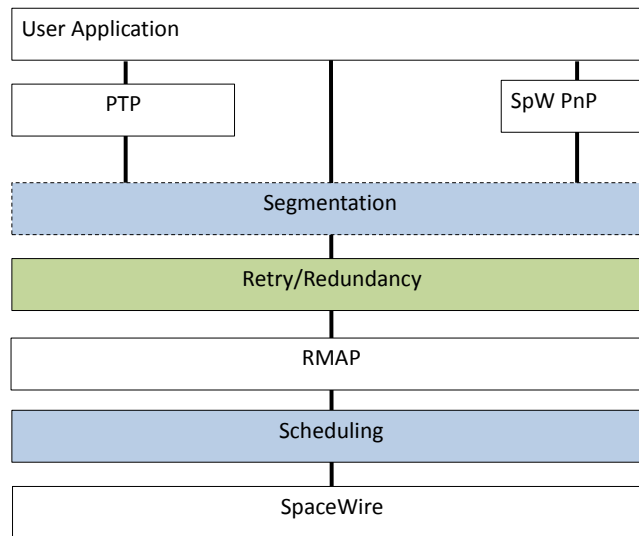 User Application
PTP
SpW PnP
Segmentation
Retry/Redundancy
RMAP
Scheduling
SpaceWire